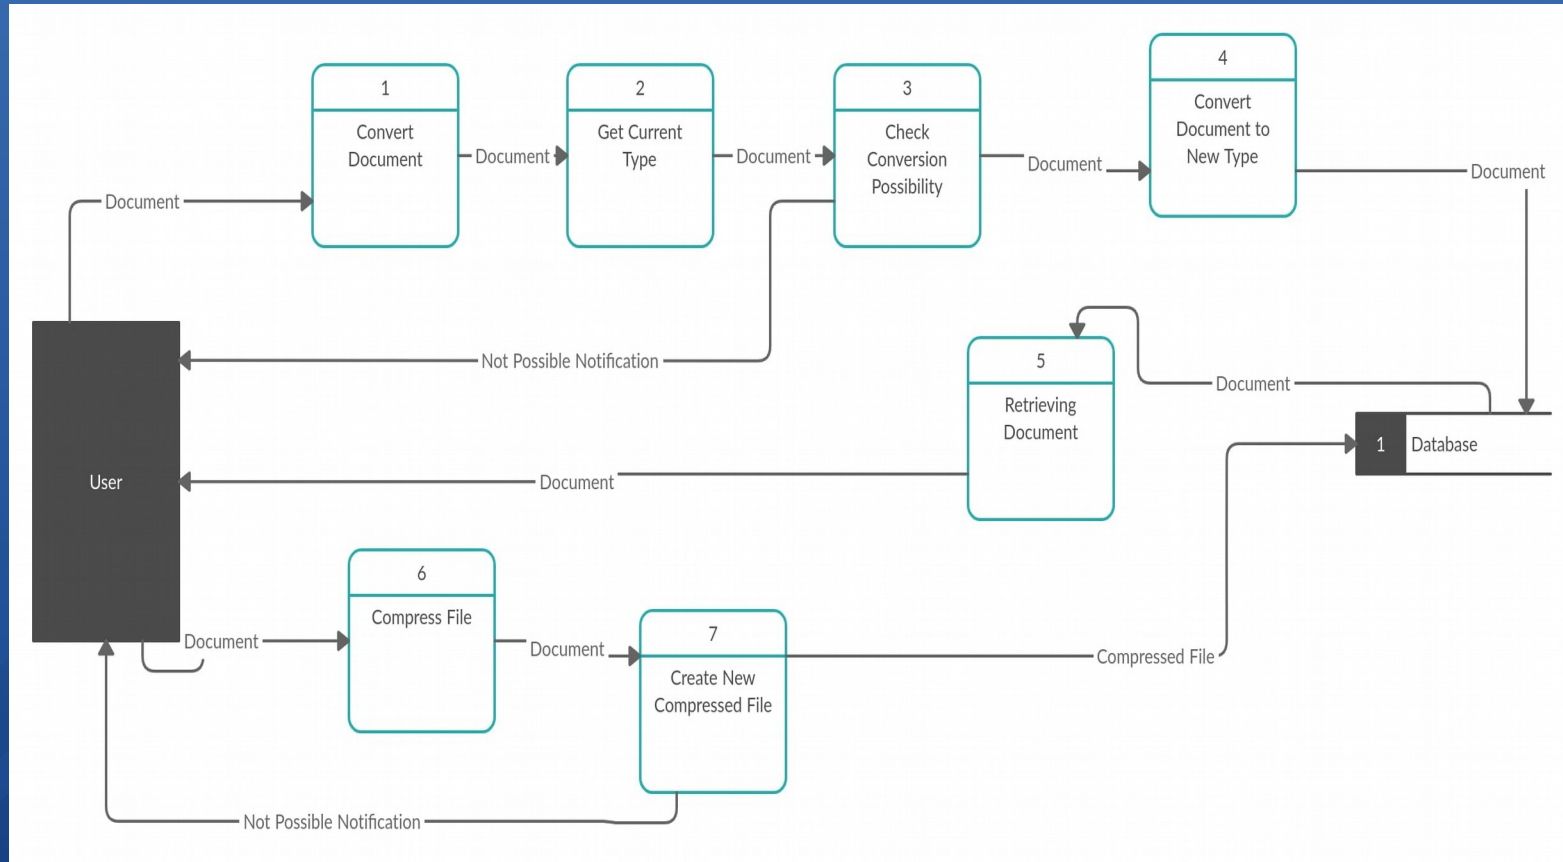 1
Convert
Document
2
Get Current
Type
3
Check
Conversion
Possibility
4
Convert
Document to
New Type
Document
Document
Document
Document
Document
Not Possible Notification
5
Retrieving
Document
Document
1
Database
User
Document
6
Compress File
Document
Document
7
Create New
Compressed File
Compressed File
Not Possible Notification